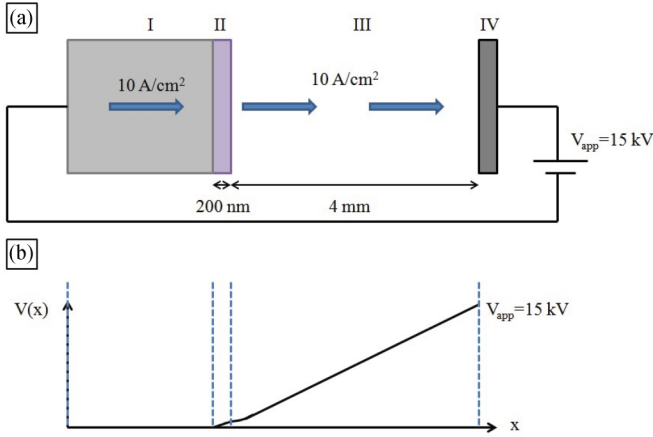 (a)
I II III IV
10 A/cm²
10 A/cm²
Vapp=15 kV
200 nm
4 mm
(b)
V(x)
Vapp=15 kV
x